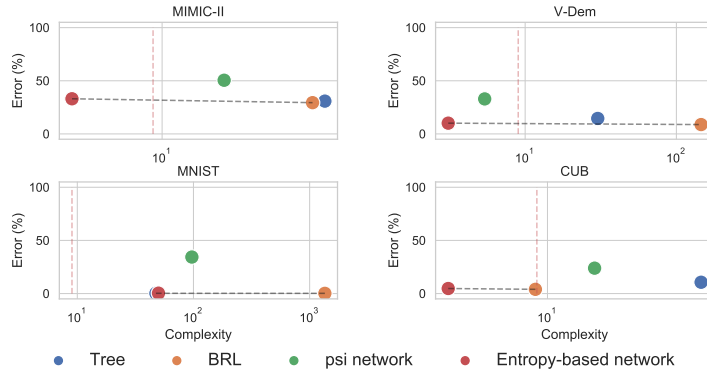 MIMIC-II
V-Dem
100
50
0
Error (%)
10¹
100
50
0
Error (%)
10¹
10²
MNIST
CUB
100
50
0
Error (%)
10¹
10²
10³
Complexity
100
50
0
Error (%)
10¹
Complexity
Tree
BRL
psi network
Entropy-based network